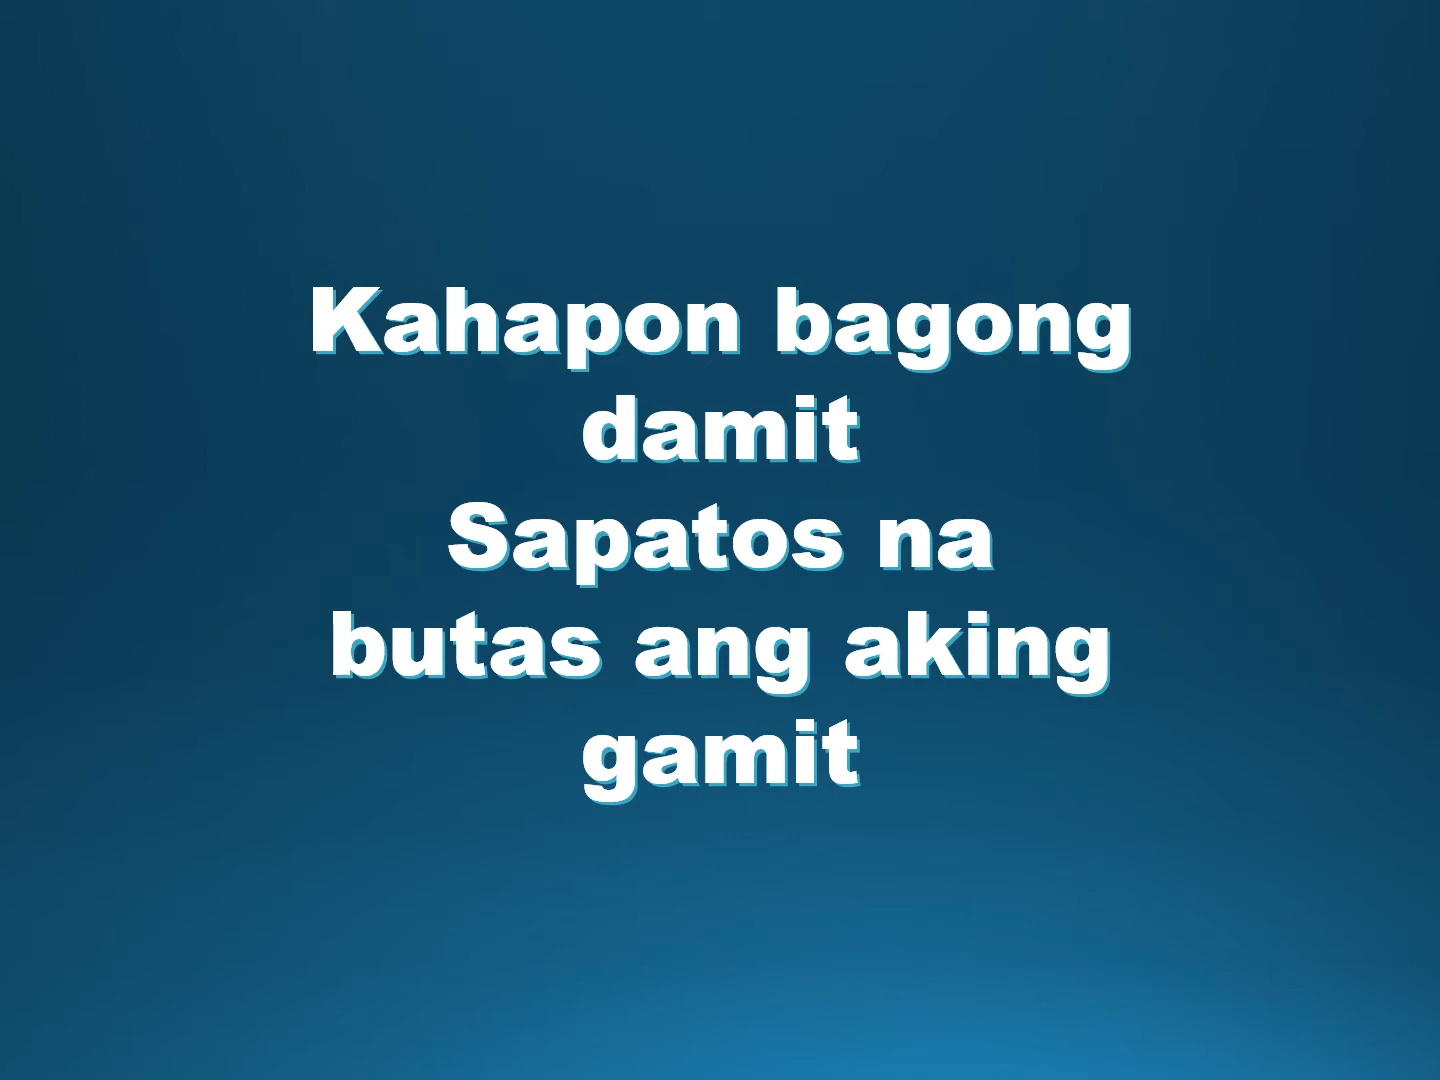 Kahapon bagong
damit
Sapatos na
butas ang aking
gamit